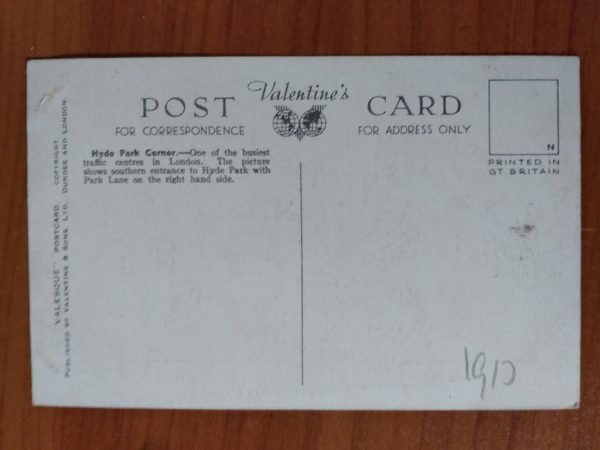 Valentine's
POST CARD
FOR CORRESPONDENCE
FOR ADDRESS ONLY
N
PRINTED IN
GT BRITAIN
Hyde Park Corner.—One of the busiest
traffic centres in London. The picture
shows southern entrance to Hyde Park with
Park Lane on the right hand side.
"VALESQUE" POSTCARD. COPYRIGHT.
PUBLISHED BY VALENTINE & SONS, LTD. DUNDEE AND LONDON.